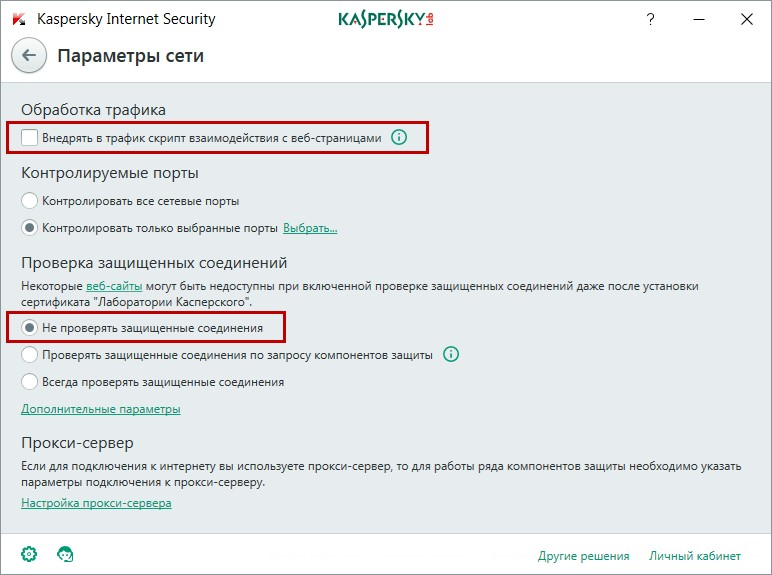 Kaspersky Internet Security
KASPERSKY lab
?
Параметры сети
Обработка трафика
Внедрять в трафик скрипт взаимодействия с веб-страницами
Контролируемые порты
Контролировать все сетевые порты
Контролировать только выбранные порты Выбрать...
Проверка защищенных соединений
Некоторые веб-сайты могут быть недоступны при включенной проверке защищенных соединений даже после установки
сертификата "Лаборатории Касперского".
Не проверять защищенные соединения
Проверять защищенные соединения по запросу компонентов защиты
Всегда проверять защищенные соединения
Дополнительные параметры
Прокси-сервер
Если для подключения к интернету вы используете прокси-сервер, то для работы ряда компонентов защиты необходимо указать
параметры подключения к прокси-серверу.
Настройка прокси-сервера
Другие решения Личный кабинет